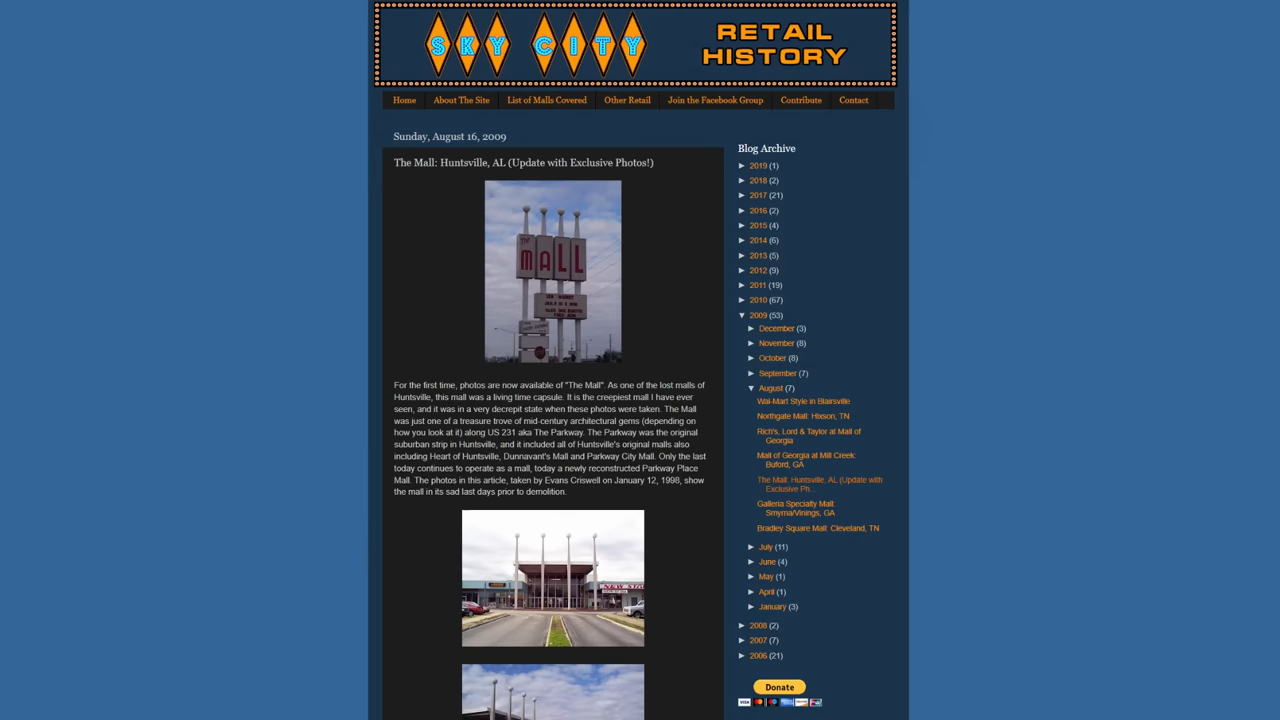 SKY CITY
RETAIL
HISTORY
Home
About The Site
List of Malls Covered
Other Retail
Join the Facebook Group
Contribute
Contact
Sunday, August 16, 2009
The Mall: Huntsville, AL (Update with Exclusive Photos!)
The
MALL
For the first time, photos are now available of "The Mall". As one of the lost malls of
Huntsville, this mall was a living time capsule. It is the creepiest mall I have ever
seen, and it was in a very decrepit state when these photos were taken. The Mall
was just one of a treasure trove of mid-century architectural gems (depending on
how you look at it) along US 231 aka The Parkway. The Parkway was the original
suburban strip in Huntsville, and it included all of Huntsville's original malls also
including Heart of Huntsville, Dunnavant's Mall and Parkway City Mall. Only the last
today continues to operate as a mall, today a newly reconstructed Parkway Place
Mall. The photos in this article, taken by Evans Criswell on January 12, 1998, show
the mall in its sad last days prior to demolition.
Blog Archive
► 2019 (1)
► 2018 (2)
► 2017 (21)
► 2016 (2)
► 2015 (4)
► 2014 (6)
► 2013 (5)
► 2012 (9)
► 2011 (19)
► 2010 (67)
▼ 2009 (53)
► December (3)
► November (8)
► October (8)
► September (7)
▼ August (7)
Wal-Mart Style in Blairsville
Northgate Mall: Hixson, TN
Rich's, Lord & Taylor at Mall of
Georgia
Mall of Georgia at Mill Creek:
Buford, GA
The Mall: Huntsville, AL (Update with
Exclusive Ph...
Galleria Specialty Mall:
Smyrna/Vinings, GA
Bradley Square Mall: Cleveland, TN
► July (11)
► June (4)
► May (1)
► April (1)
► January (3)
► 2008 (2)
► 2007 (7)
► 2006 (21)
Donate
VISA